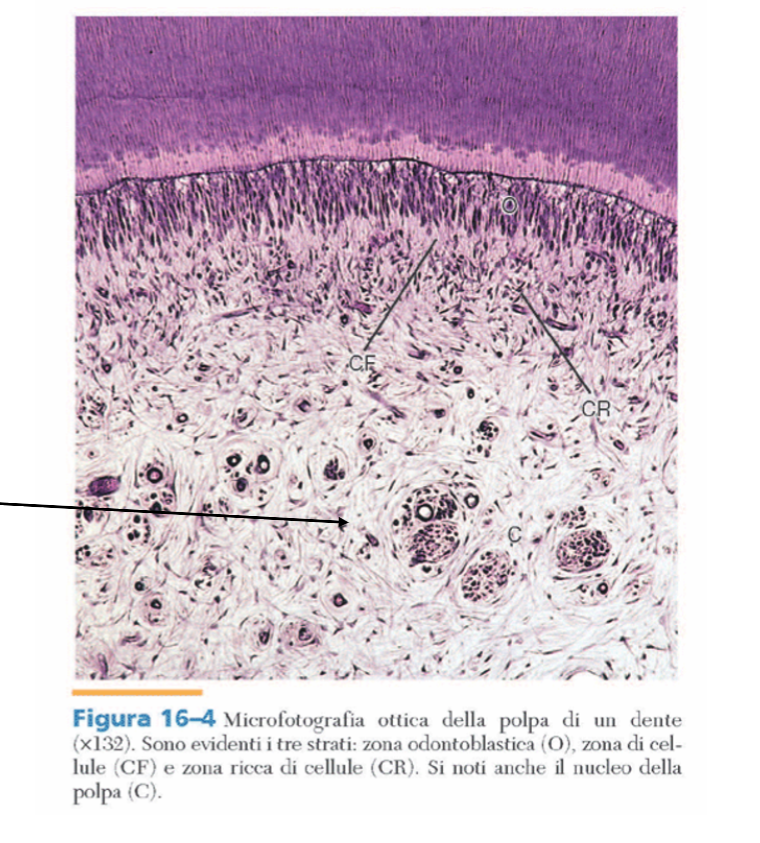 O
CF
CR
C
Figura 16–4 Microfotografia ottica della polpa di un dente
(×132). Sono evidenti i tre strati: zona odontoblastica (O), zona di cel-
lule (CF) e zona ricca di cellule (CR). Si noti anche il nucleo della
polpa (C).